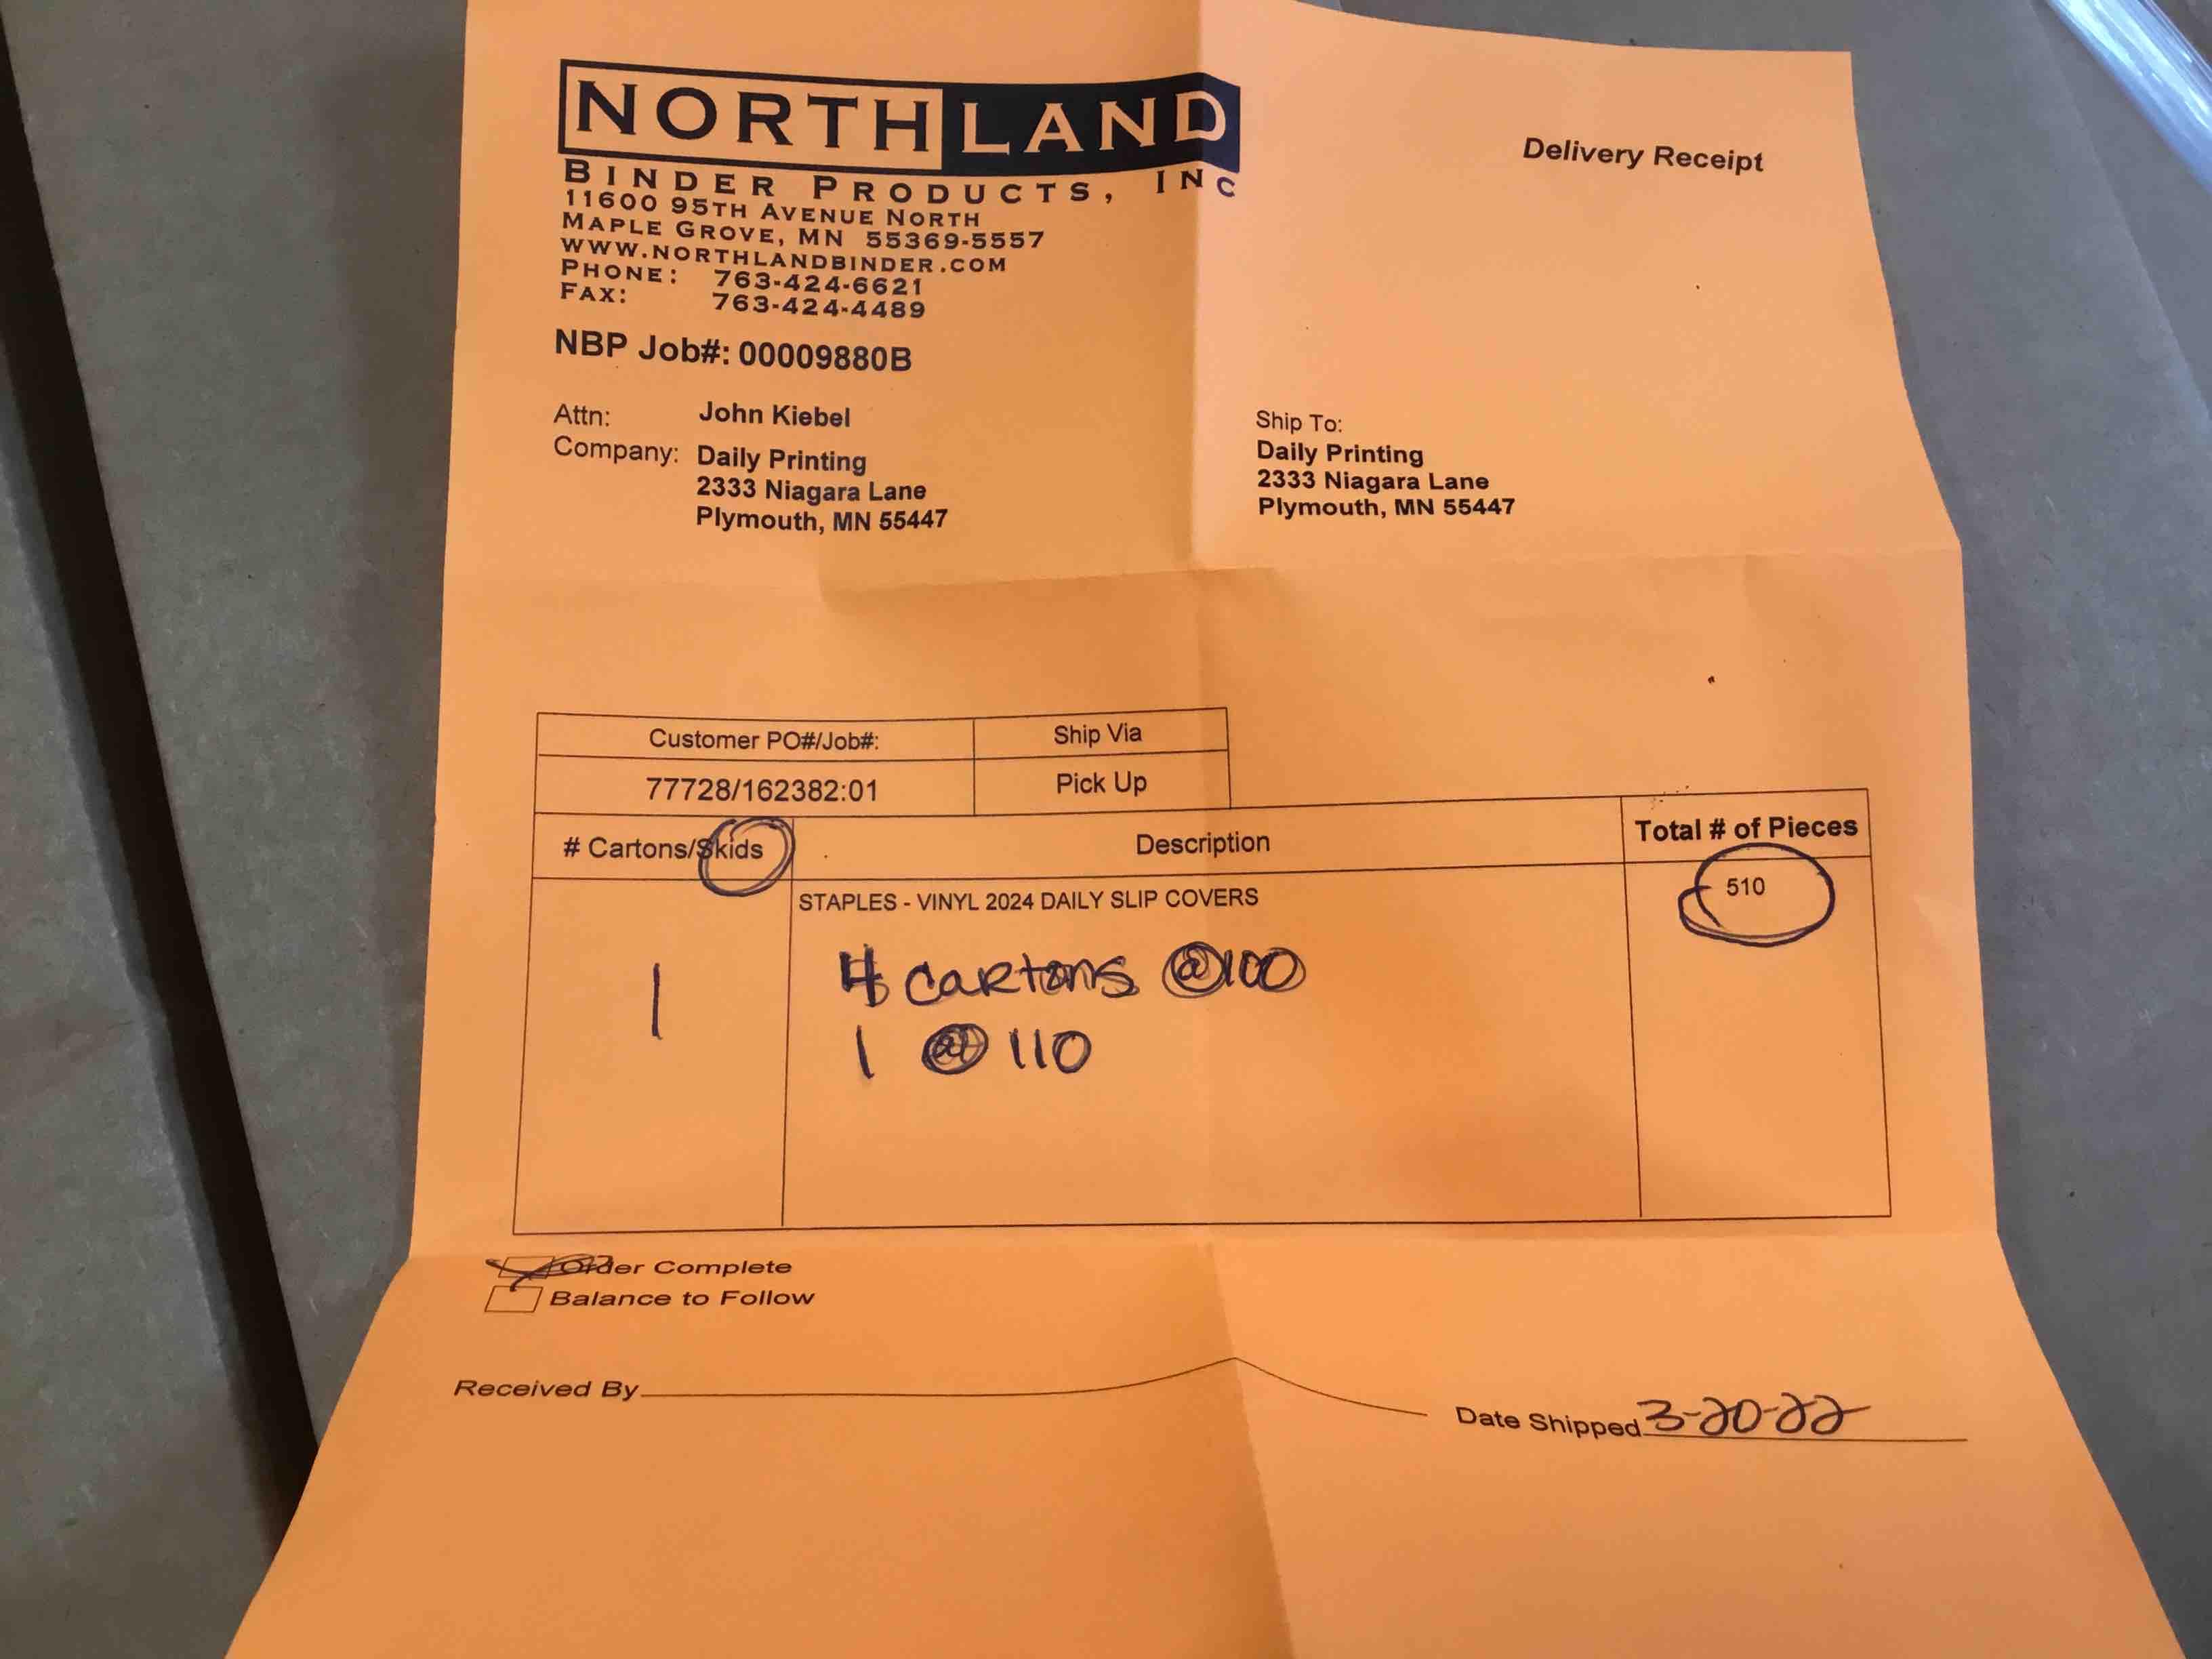 NORTHLAND
BINDER PRODUCTS, INC
11600 95TH AVENUE NORTH
MAPLE GROVE, MN 55369-5557
WWW.NORTHLANDBINDER.COM
PHONE: 763-424-6621
FAX: 763-424-4489
Delivery Receipt
NBP Job#: 00009880B
Attn: John Kiebel
Company: Daily Printing
2333 Niagara Lane
Plymouth, MN 55447
Ship To:
Daily Printing
2333 Niagara Lane
Plymouth, MN 55447
Customer PO#/Job#: Ship Via
77728/162382:01 Pick Up
# Cartons/Skids Description Total # of Pieces
STAPLES - VINYL 2024 DAILY SLIP COVERS 510
1 4 cartons @100
1 @ 110
Order Complete
Balance to Follow
Received By
Date Shipped 3-20-22